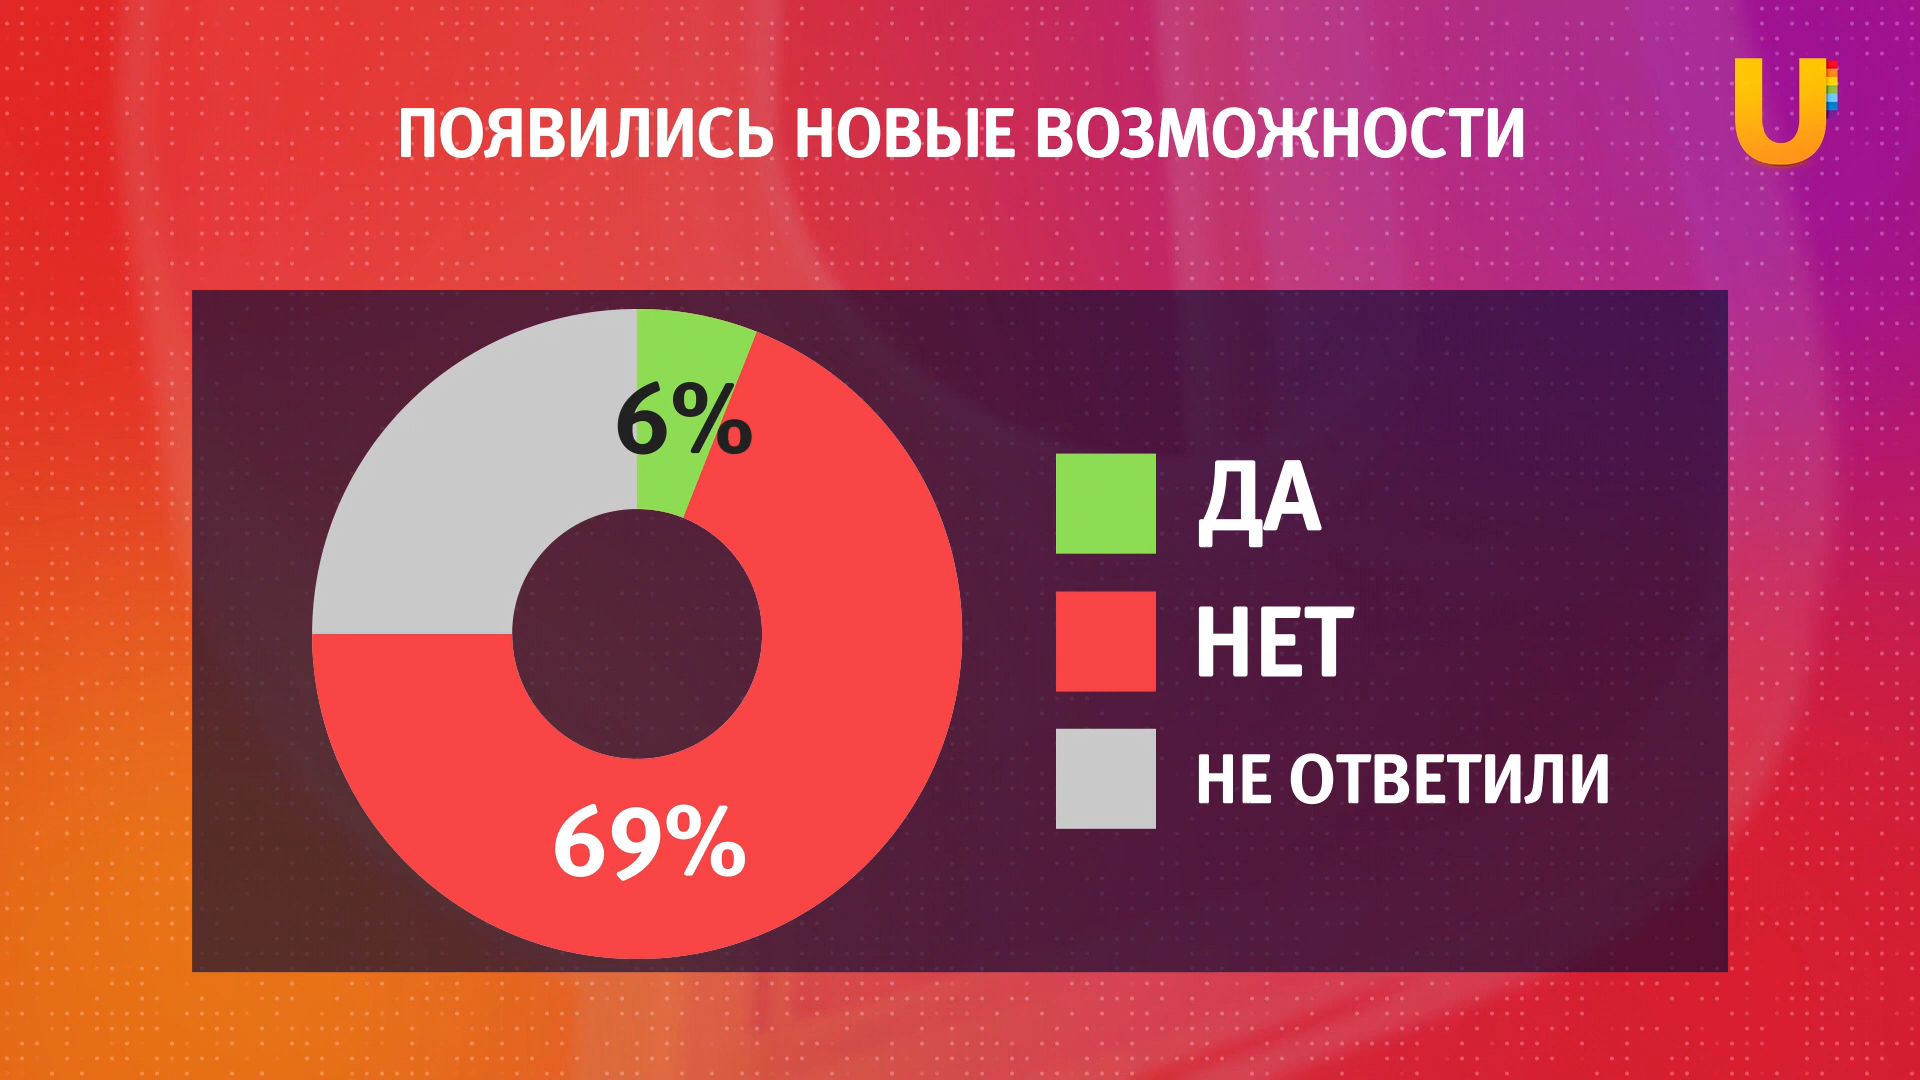 ПОЯВИЛИСЬ НОВЫЕ ВОЗМОЖНОСТИ
U
6%
69%
ДА
НЕТ
НЕ ОТВЕТИЛИ